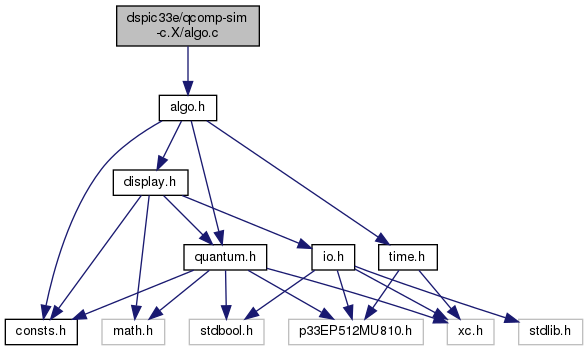 dspic33e/qcomp-sim
-c.X/algo.c
algo.h
display.h
quantum.h
io.h
time.h
consts.h
math.h
stdbool.h
p33EP512MU810.h
xc.h
stdlib.h